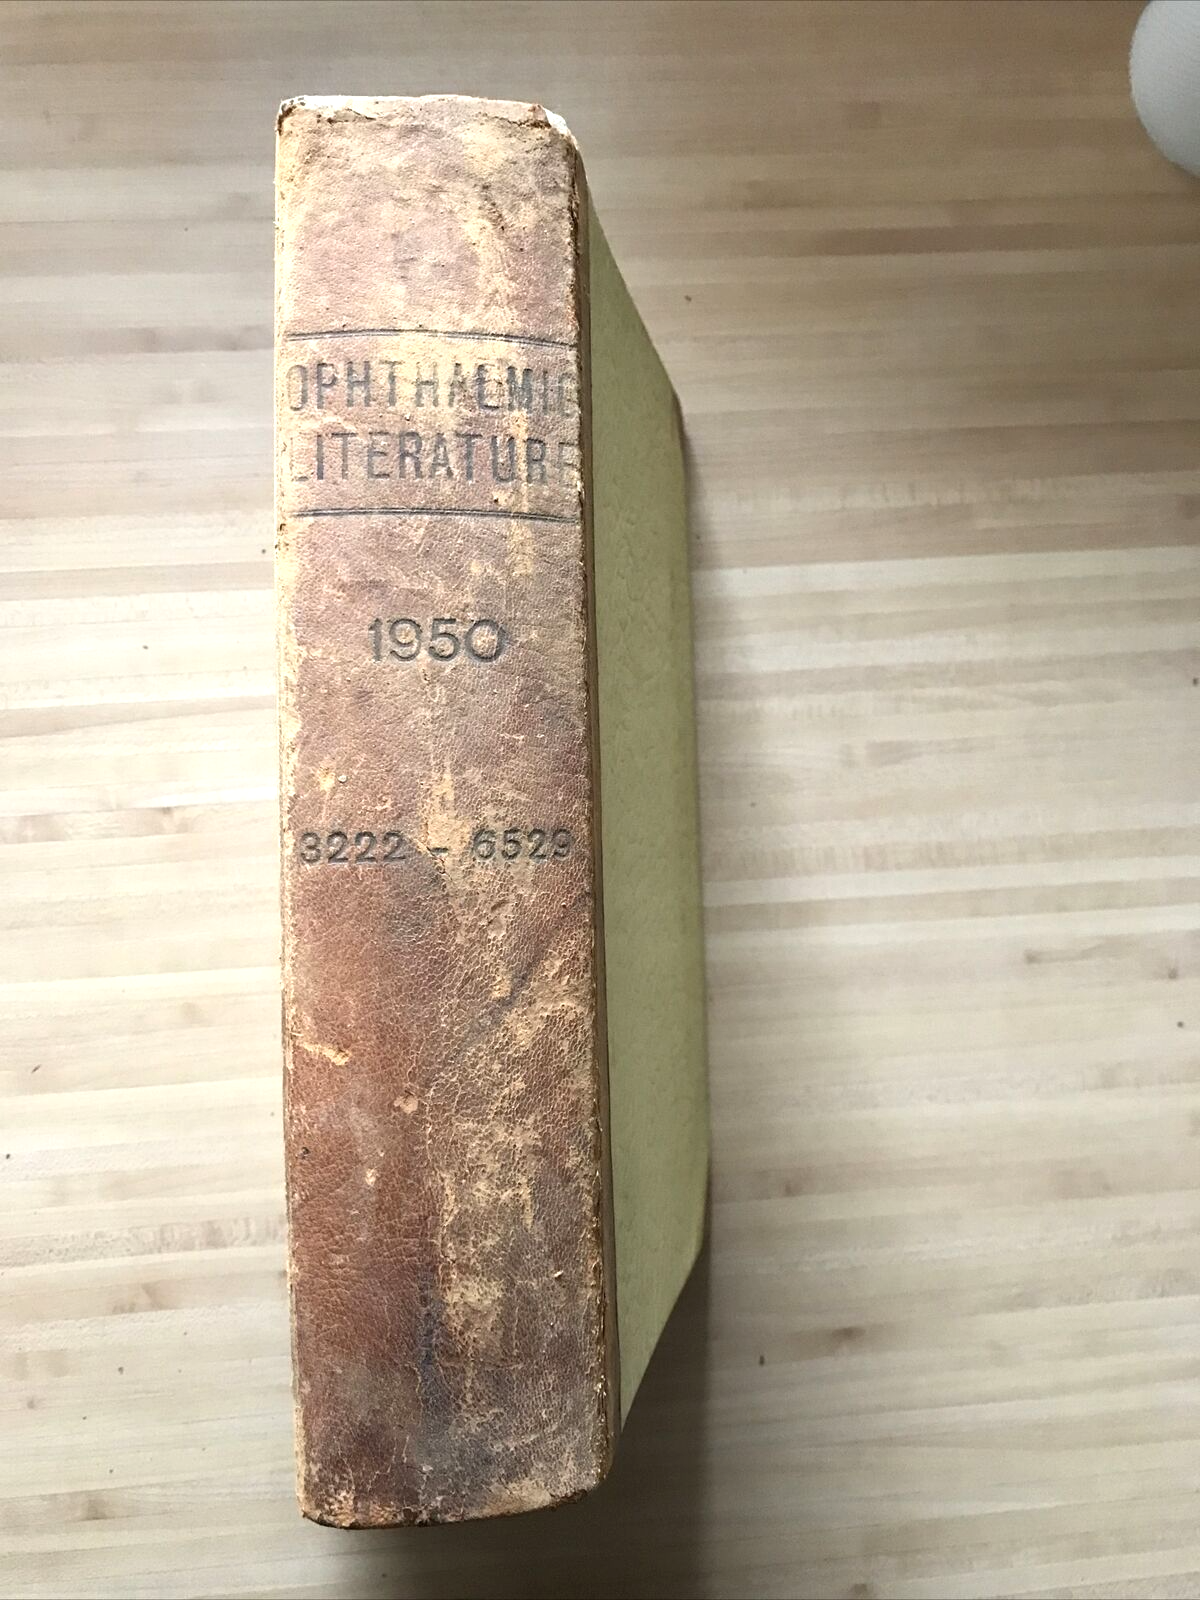 OPHTHALMIC
LITERATURE
1950
3222 - 6529